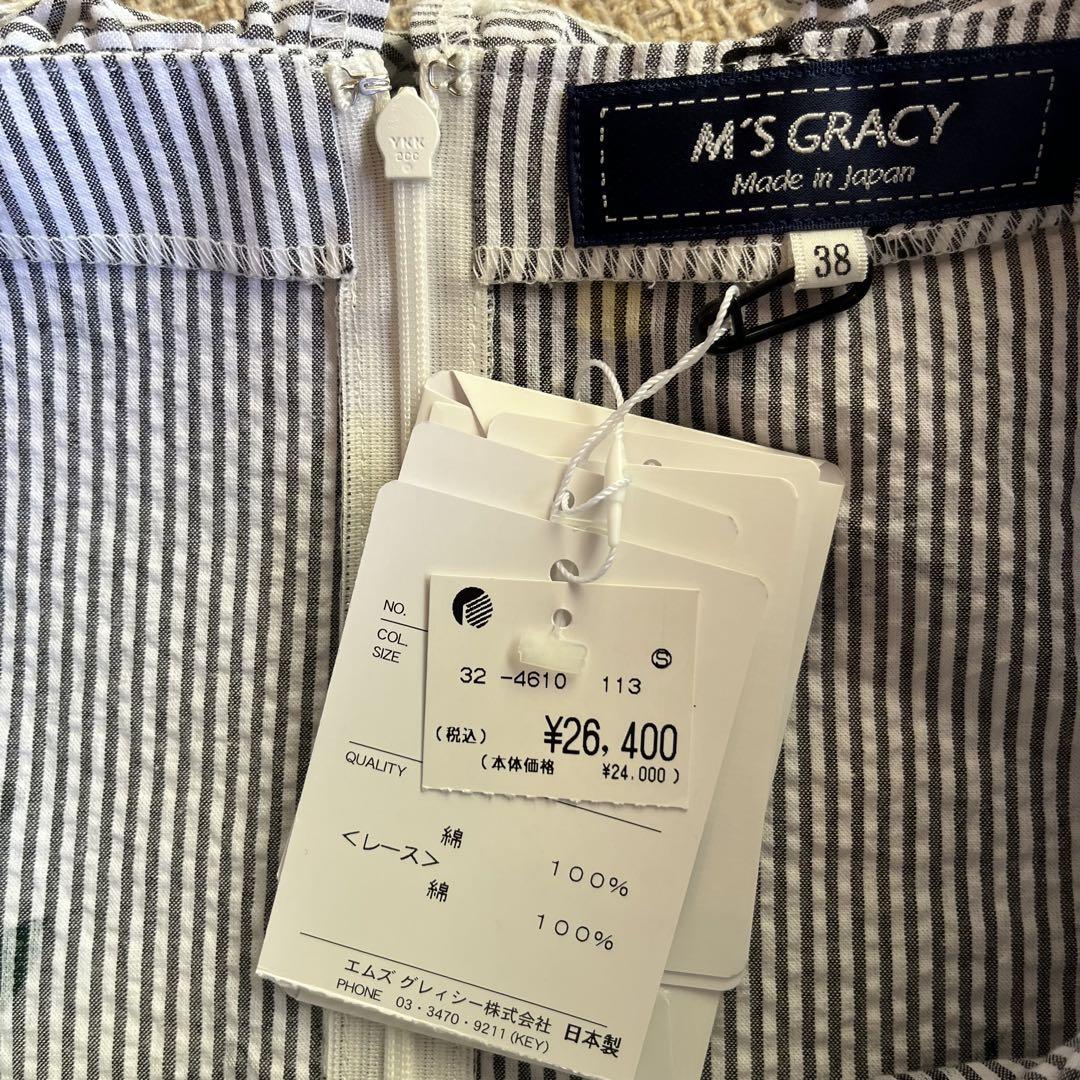 YKK
2CC
M'S GRACY
Made in Japan
38
NO.
COL.
SIZE
S
32 -4610 113
(税込) ¥26,400
(本体価格 ¥24,000)
QUALITY
綿 100%
<レース>
綿 100%
エムズ グレィシー株式会社 日本製
PHONE 03・3470・9211(KEY)